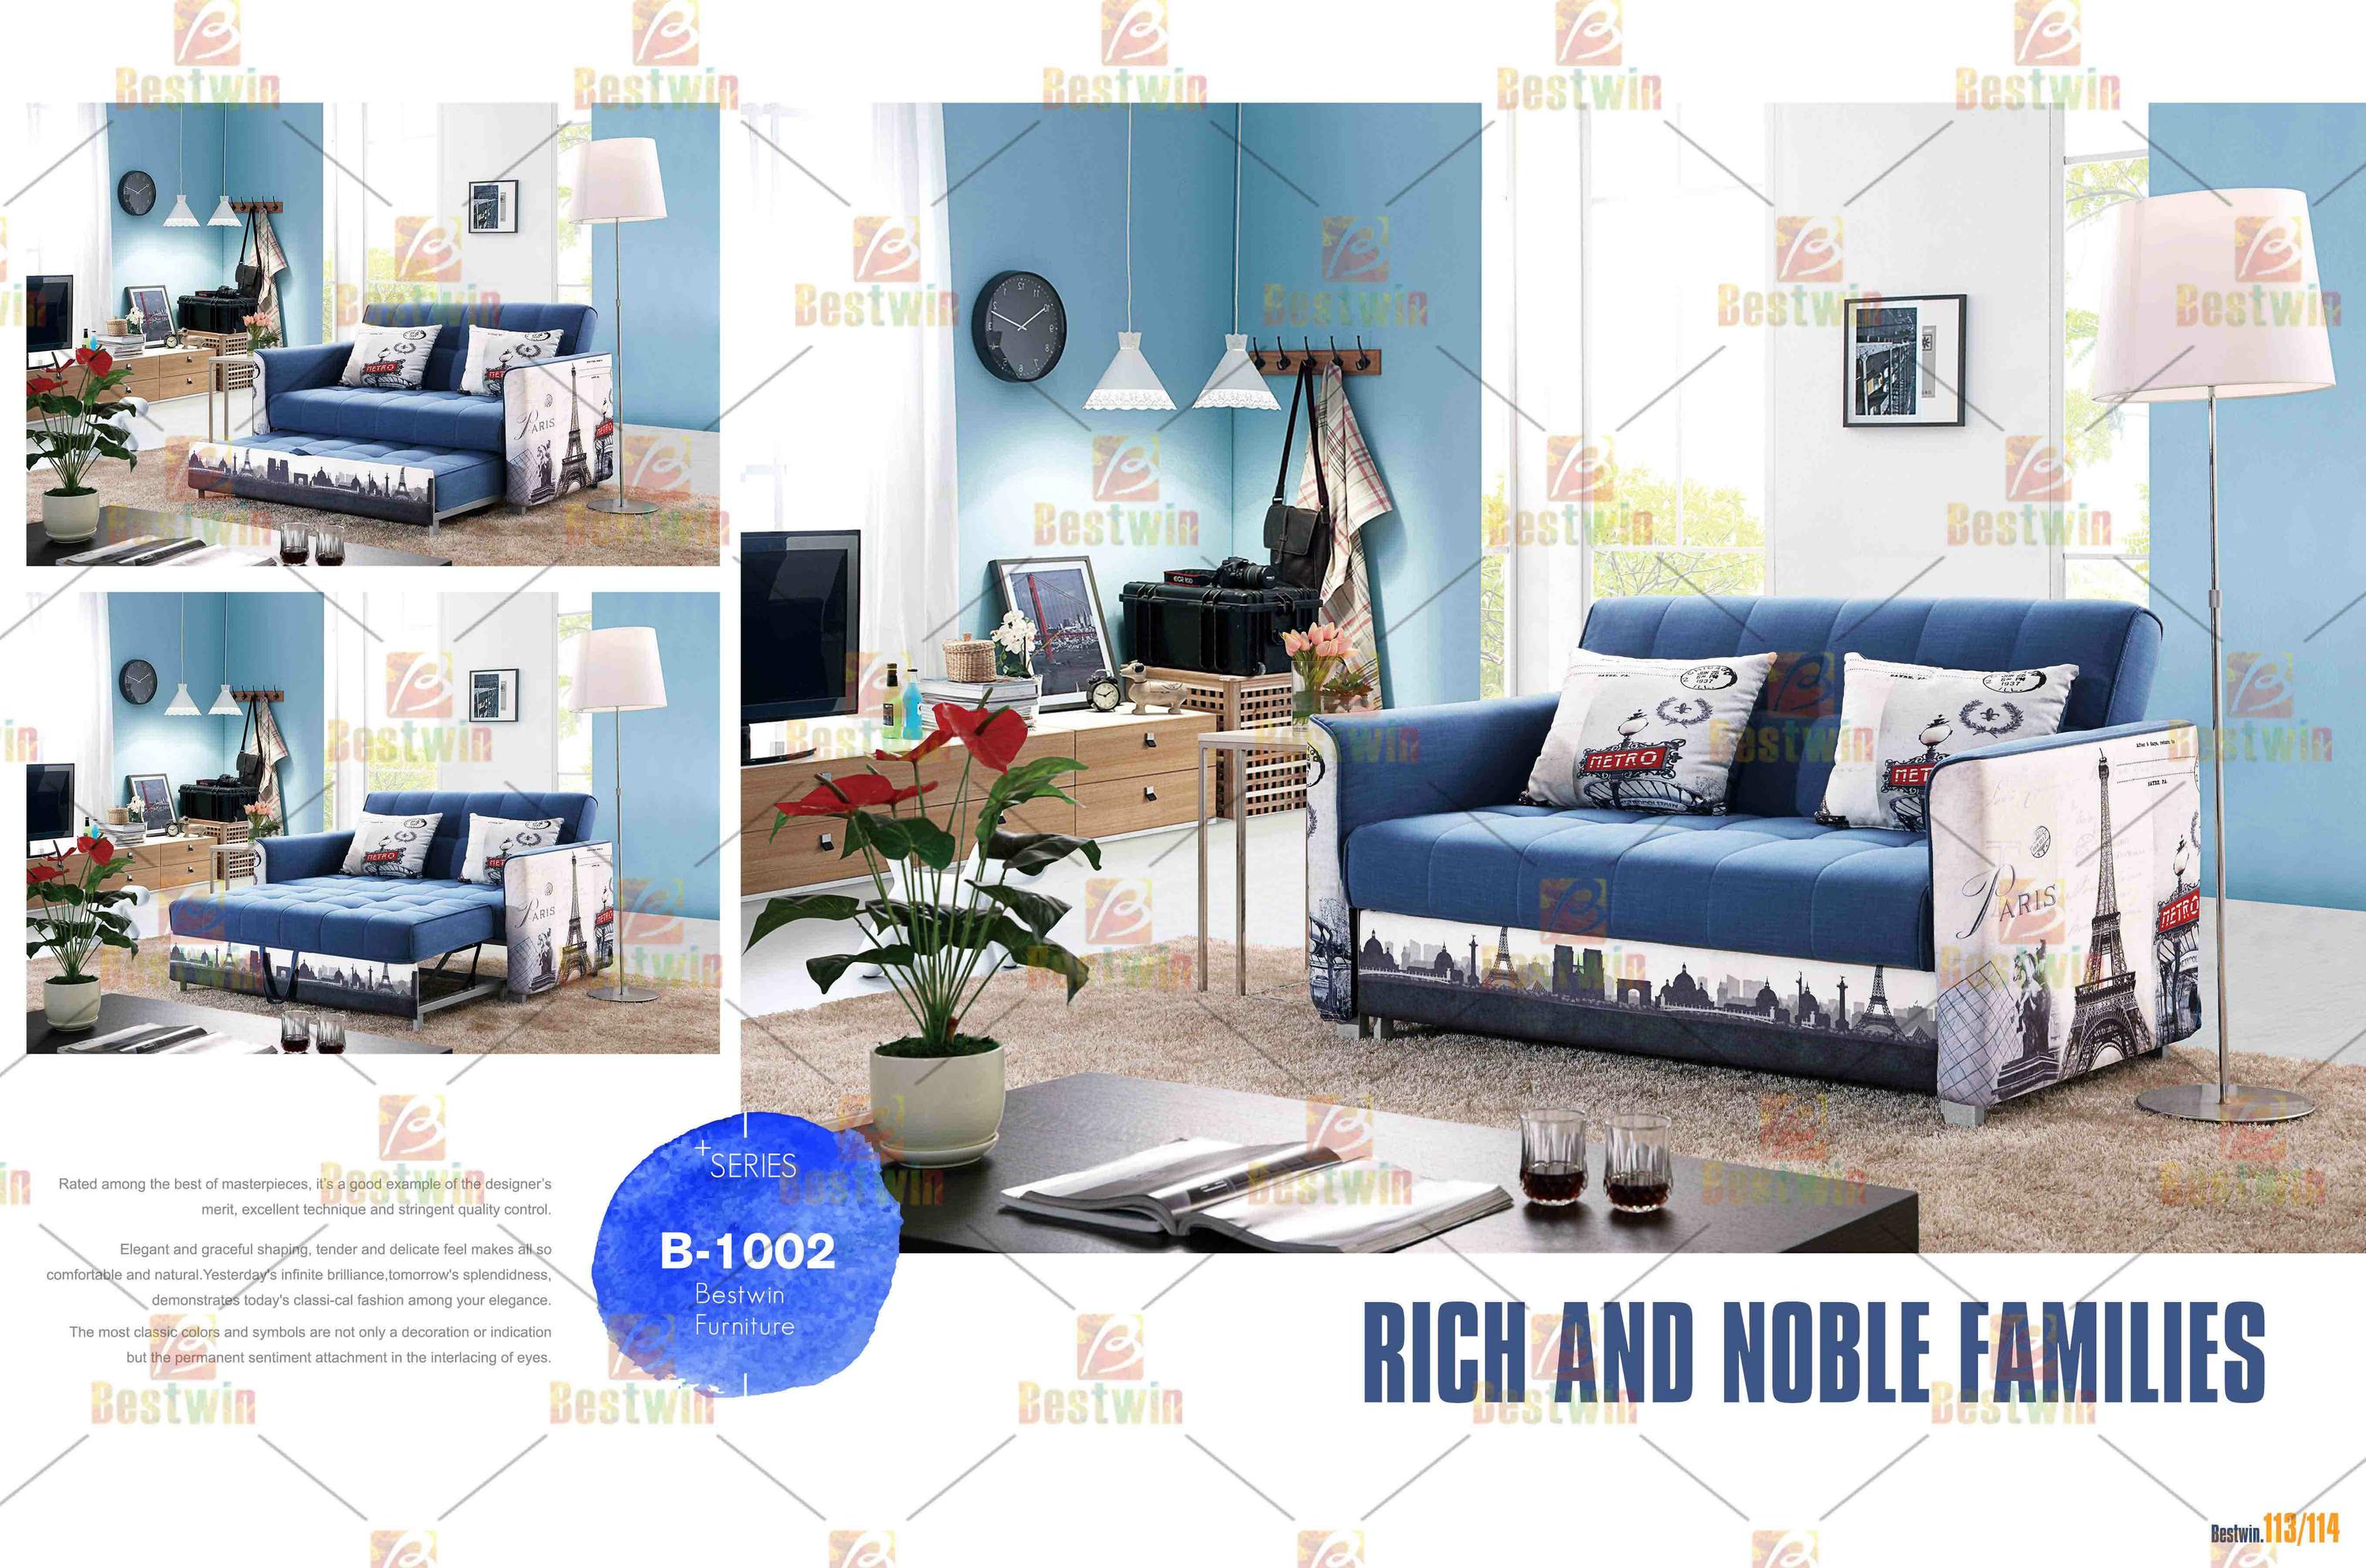 Bestwin
METRO
MET
PARIS
METRO
1937
1937
Rated among the best of masterpieces, it's a good example of the designer's
merit, excellent technique and stringent quality control.
Elegant and graceful shaping, tender and delicate feel makes all so
comfortable and natural.Yesterday's infinite brilliance,tomorrow's splendidness,
demonstrates today's classi-cal fashion among your elegance.
The most classic colors and symbols are not only a decoration or indication
but the permanent sentiment attachment in the interlacing of eyes.
+SERIES
B-1002
Bestwin
Furniture
RICH AND NOBLE FAMILIES
Bestwin.113/114